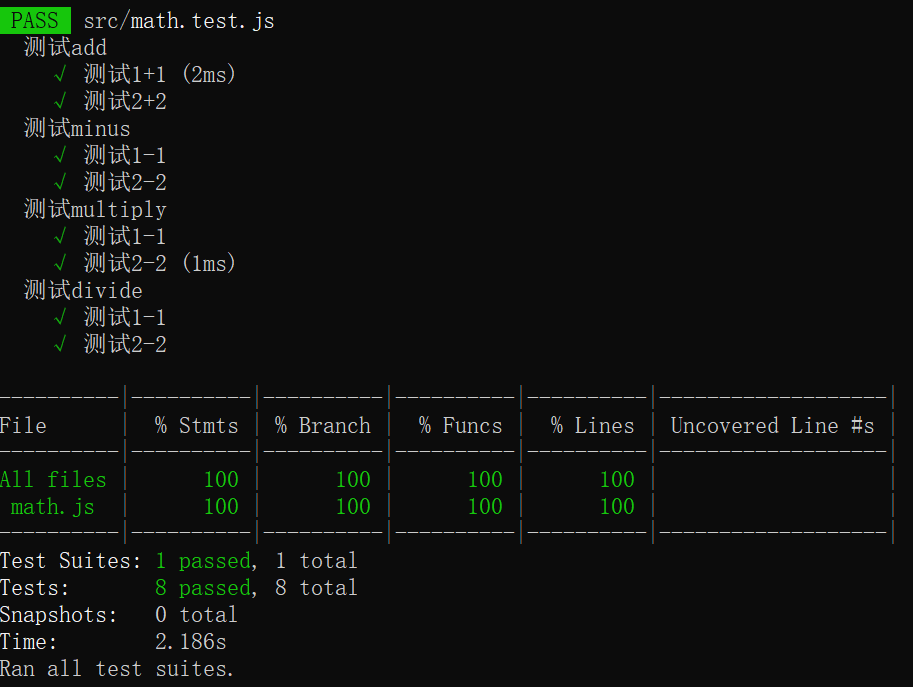 PASS src/math.test.js
测试add
√ 测试1+1 (2ms)
√ 测试2+2
测试minus
√ 测试1-1
√ 测试2-2
测试multiply
√ 测试1-1
√ 测试2-2 (1ms)
测试divide
√ 测试1-1
√ 测试2-2
----------|----------|----------|----------|----------|-------------------|
File | % Stmts | % Branch | % Funcs | % Lines | Uncovered Line #s |
----------|----------|----------|----------|----------|-------------------|
All files | 100 | 100 | 100 | 100 | |
math.js | 100 | 100 | 100 | 100 | |
----------|----------|----------|----------|----------|-------------------|
Test Suites: 1 passed, 1 total
Tests: 8 passed, 8 total
Snapshots: 0 total
Time: 2.186s
Ran all test suites.